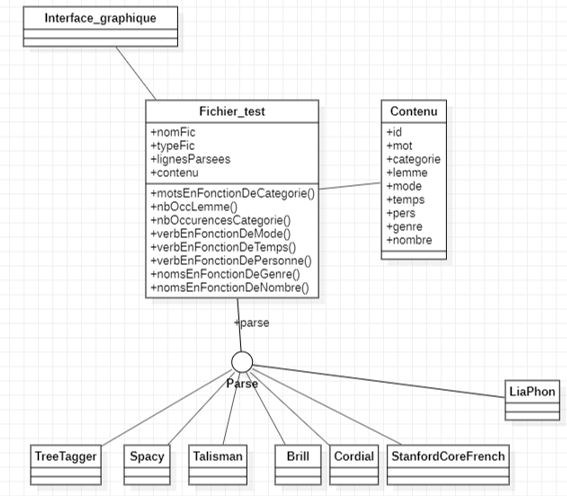 Interface_graphique
Fichier_test
+nomFic
+typeFic
+lignesParsees
+contenu
+motsEnFonctionDeCategorie()
+nbOccLemme()
+nbOccurencesCategorie()
+verbEnFonctionDeMode()
+verbEnFonctionDeTemps()
+verbEnFonctionDePersonne()
+nomsEnFonctionDeGenre()
+nomsEnFonctionDeNombre()
Contenu
+id
+mot
+categorie
+lemme
+mode
+temps
+pers
+genre
+nombre
+parse
Parse
LiaPhon
TreeTagger
Spacy
Talisman
Brill
Cordial
StanfordCoreFrench